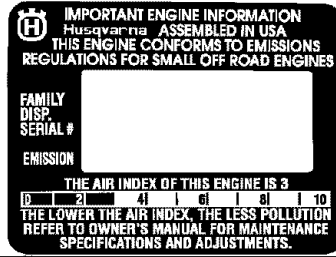 IMPORTANT ENGINE INFORMATION
Husqvarna ASSEMBLED IN USA
THIS ENGINE CONFORMS TO EMISSIONS
REGULATIONS FOR SMALL OFF ROAD ENGINES
FAMILY
DISP.
SERIAL #
EMISSION
THE AIR INDEX OF THIS ENGINE IS 3
0 2 4 6 8 10
THE LOWER THE AIR INDEX, THE LESS POLLUTION
REFER TO OWNER'S MANUAL FOR MAINTENANCE
SPECIFICATIONS AND ADJUSTMENTS.